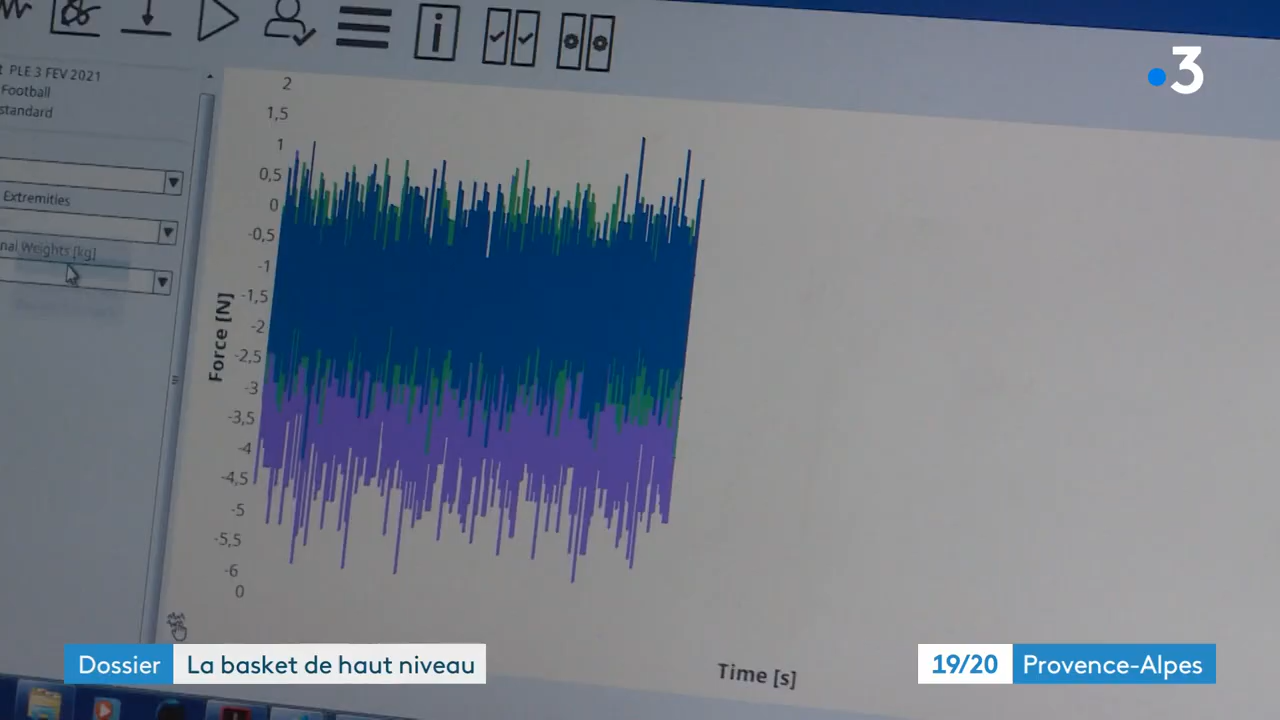 PLE 3 FEV 2021
Football
standard
Extremities
nal Weights [kg]
Force [N]
2
1,5
1
0,5
0
-0,5
-1
-1,5
-2
-2,5
-3
-3,5
-4
-4,5
-5
-5,5
-6
0
Time [s]
3
Dossier La basket de haut niveau
19/20 Provence-Alpes